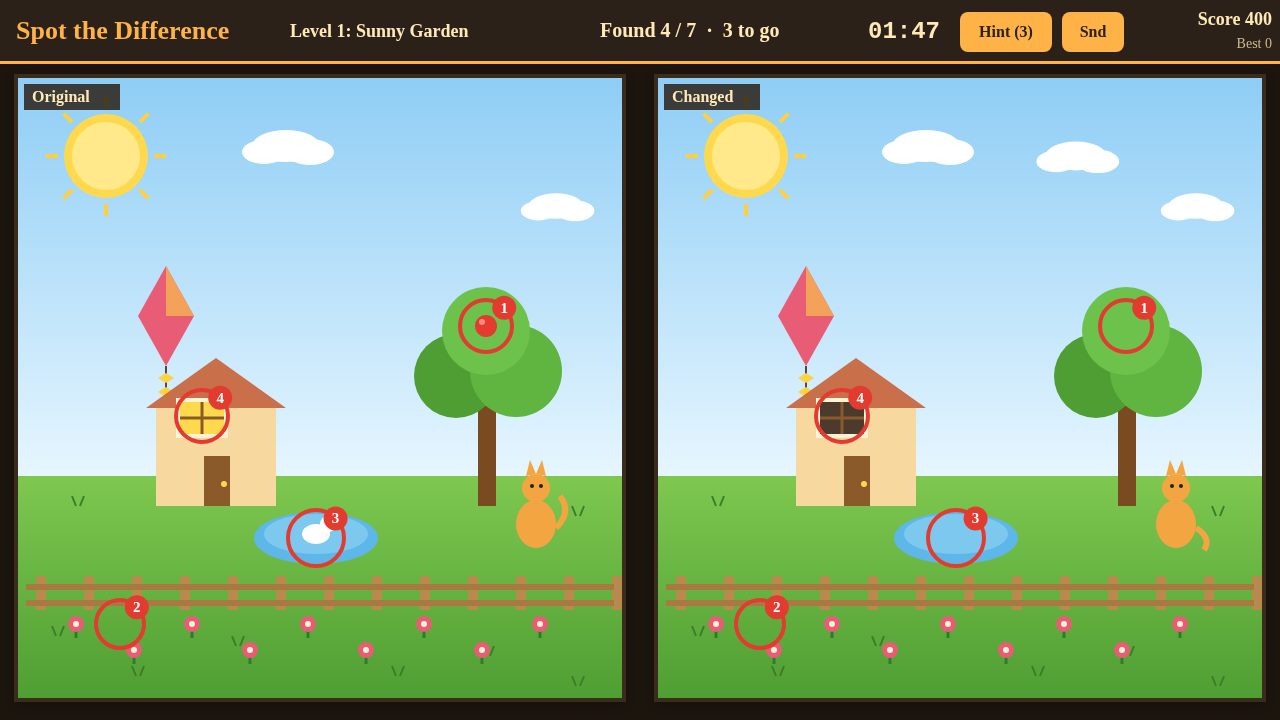 Spot the Difference
Level 1: Sunny Garden
Found 4 / 7 · 3 to go
01:47
Hint (3)
Snd
Score 400
Best 0
Original
Changed
1
1
4
4
3
3
2
2